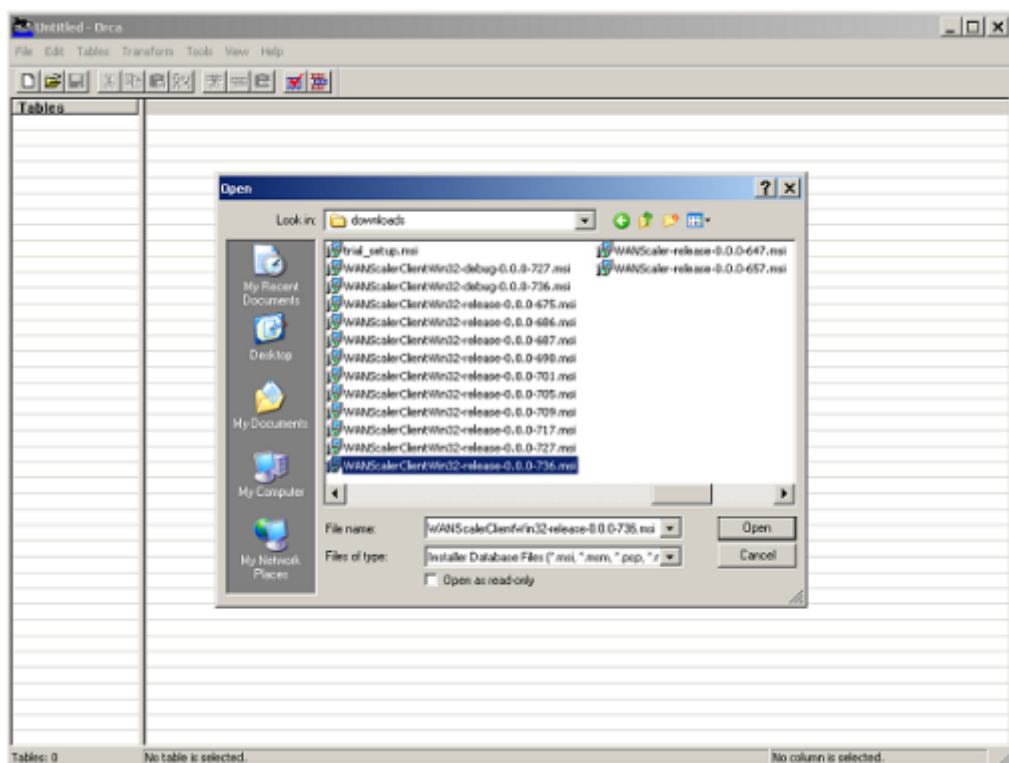 Untitled - Orca
File Edit Tables Transform Tools View Help
Tables
Open
Look in: downloads
trial_setup.msi
WANScalerClientWin32-debug-0.0.0-727.msi
WANScalerClientWin32-debug-0.0.0-736.msi
WANScalerClientWin32-release-0.0.0-675.msi
WANScalerClientWin32-release-0.0.0-686.msi
WANScalerClientWin32-release-0.0.0-687.msi
WANScalerClientWin32-release-0.0.0-698.msi
WANScalerClientWin32-release-0.0.0-701.msi
WANScalerClientWin32-release-0.0.0-705.msi
WANScalerClientWin32-release-0.0.0-709.msi
WANScalerClientWin32-release-0.0.0-717.msi
WANScalerClientWin32-release-0.0.0-727.msi
WANScalerClientWin32-release-0.0.0-736.msi
WANScaler-release-0.0.0-647.msi
WANScaler-release-0.0.0-657.msi
My Recent
Documents
Desktop
My Documents
My Computer
My Network
Places
File name: WANScalerClientWin32-release-0.0.0-736.msi Open
Files of type: Installer Database Files (*.msi, *.msm, *.pcp, *. Cancel
Open as read-only
Tables: 0 No table is selected. No column is selected.